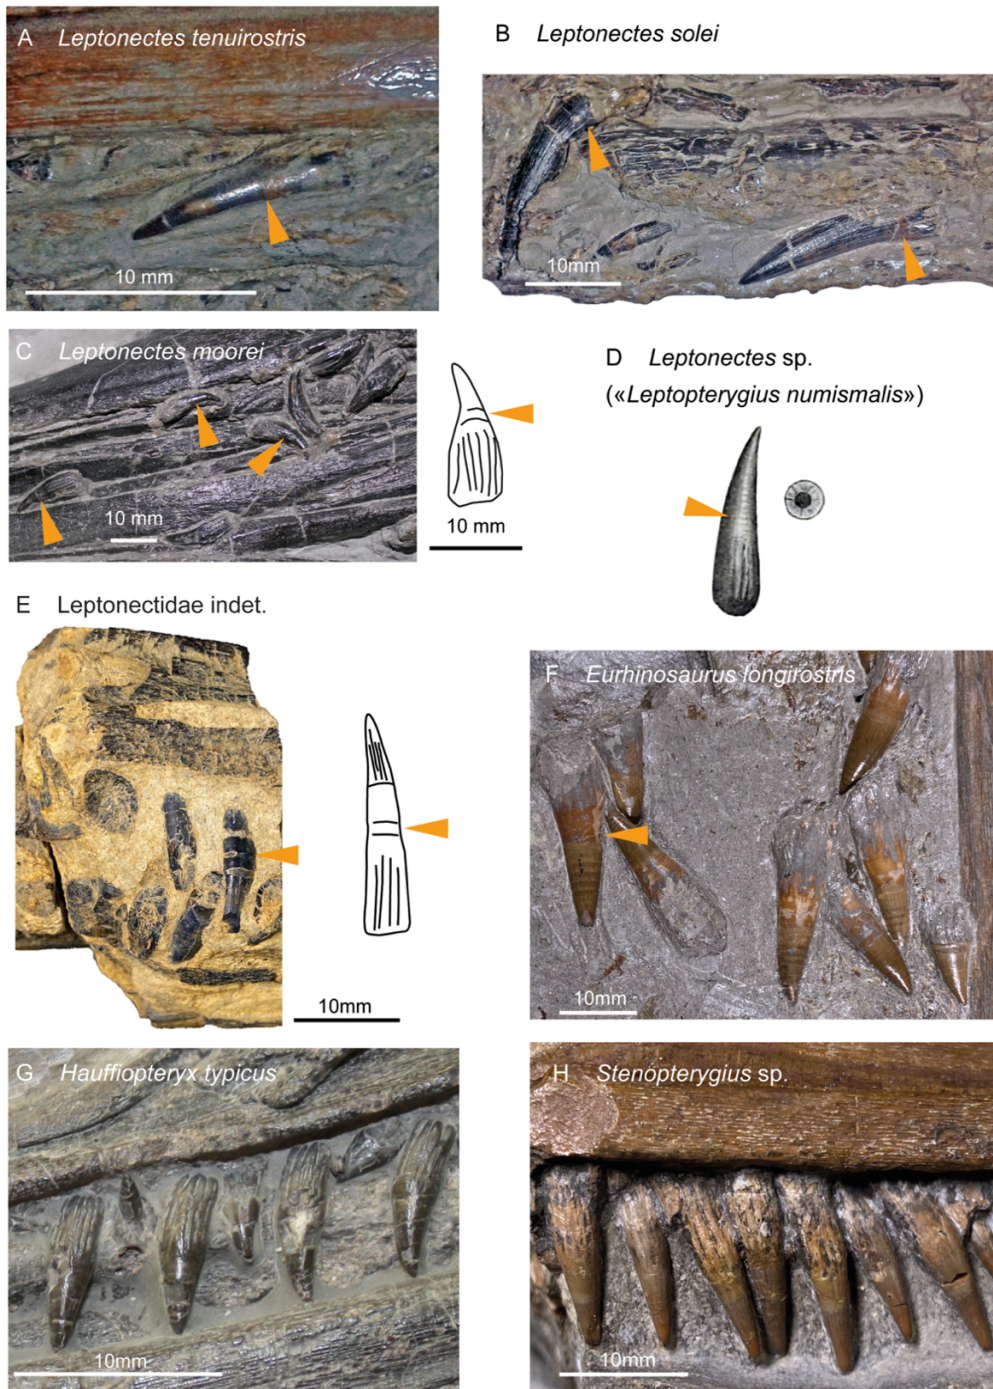 A Leptonectes tenuirostris
10 mm
B Leptonectes solei
10mm
C Leptonectes moorei
10 mm
10 mm
D Leptonectes sp.
(«Leptopterygius numismalis»)
E Leptonectidae indet.
10mm
F Eurhinosaurus longirostris
10mm
G Hauffiopteryx typicus
10mm
H Stenopterygius sp.
10mm